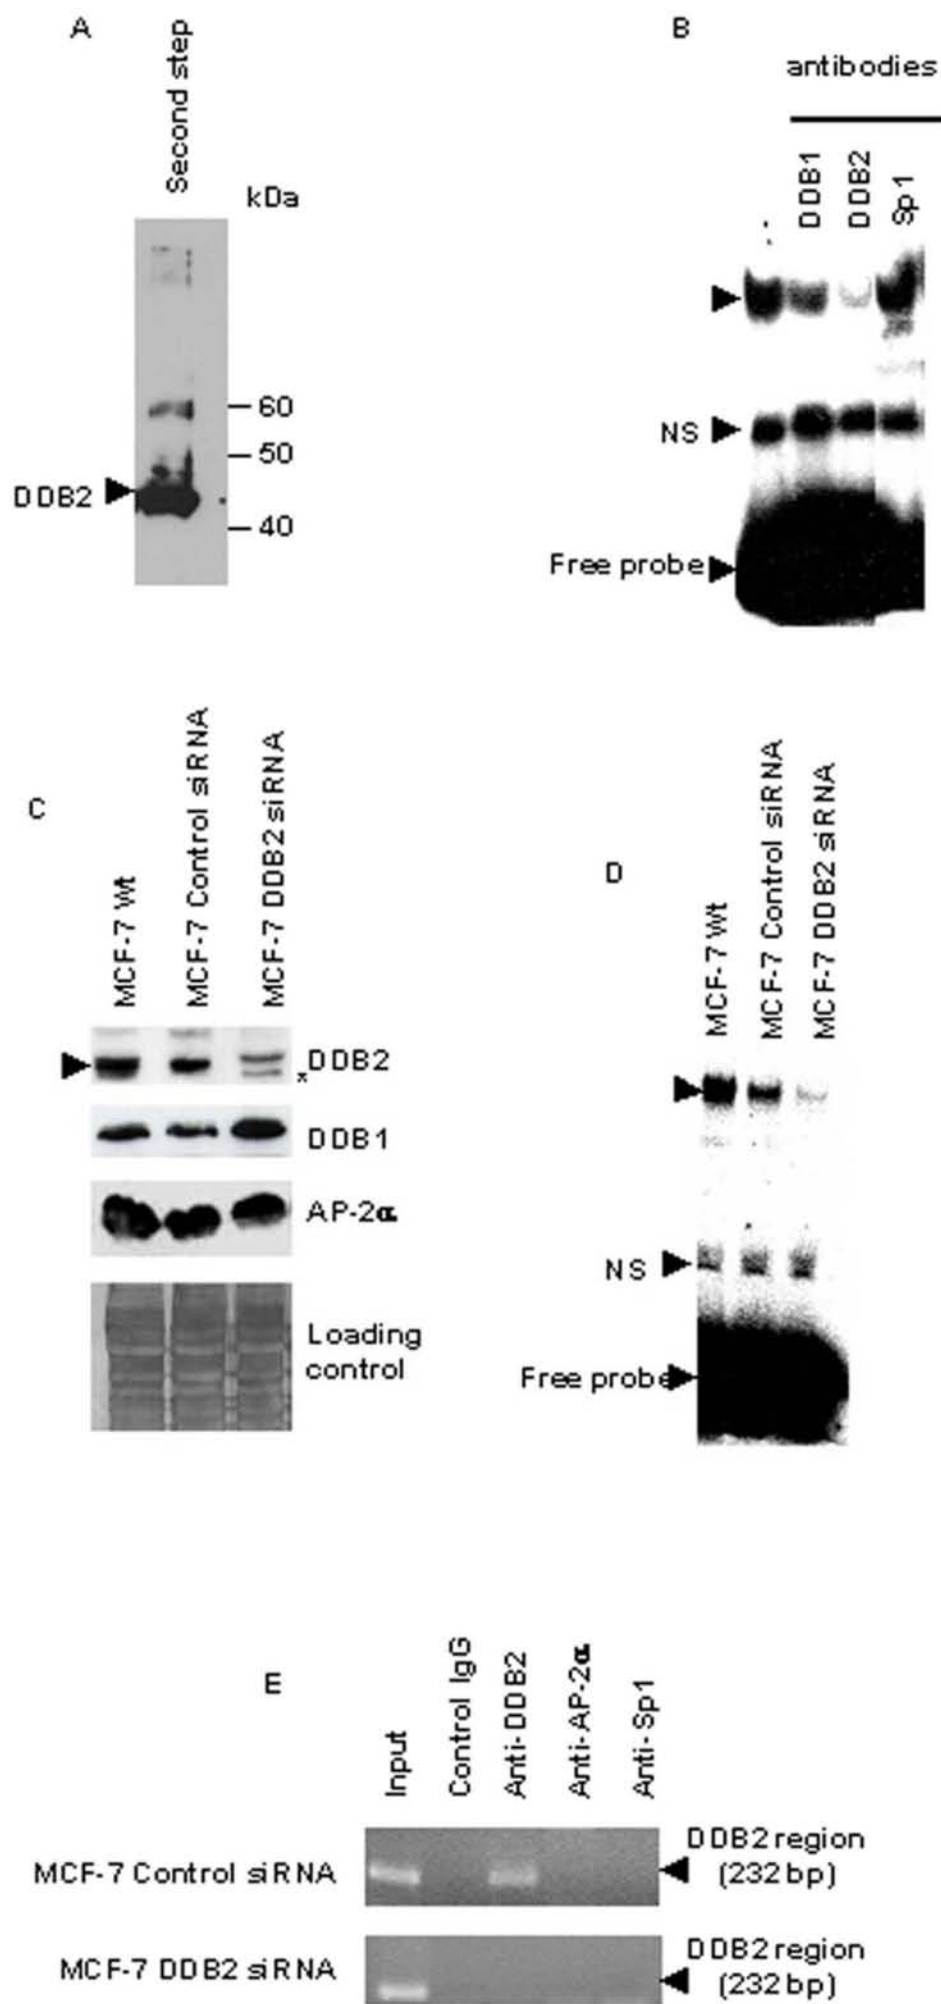 A
Second step
kDa
60
50
DDB2
40
B
antibodies
-
DDB1
DDB2
Sp1
NS
Free probe
C
MCF-7 Wt
MCF-7 Control siRNA
MCF-7 DDB2 siRNA
DDB2
*
DDB1
AP-2α
Loading
control
D
MCF-7 Wt
MCF-7 Control siRNA
MCF-7 DDB2 siRNA
NS
Free probe
E
Input
Control IgG
Anti-DDB2
Anti-AP-2α
Anti-Sp1
MCF-7 Control siRNA
DDB2 region
(232 bp)
MCF-7 DDB2 siRNA
DDB2 region
(232 bp)